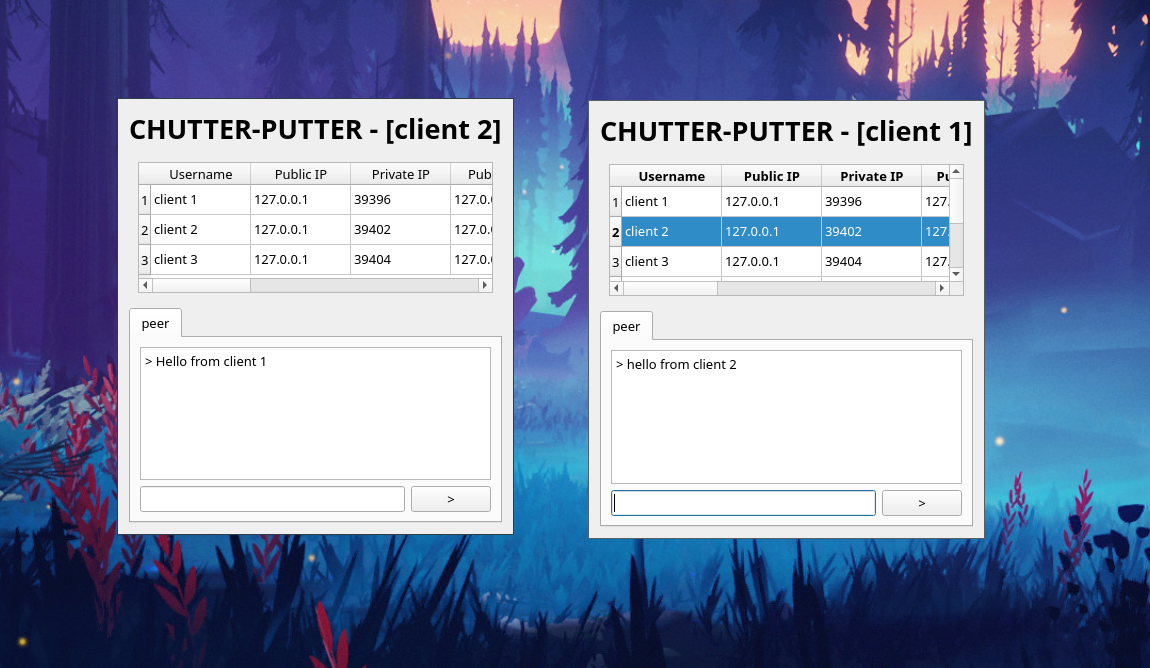 CHUTTER-PUTTER - [client 2]
Username Public IP Private IP Pub
1 client 1 127.0.0.1 39396 127.0.
2 client 2 127.0.0.1 39402 127.0.
3 client 3 127.0.0.1 39404 127.0.
peer
> Hello from client 1
>
CHUTTER-PUTTER - [client 1]
Username Public IP Private IP Pu
1 client 1 127.0.0.1 39396 127.
2 client 2 127.0.0.1 39402 127.
3 client 3 127.0.0.1 39404 127.
peer
> hello from client 2
>